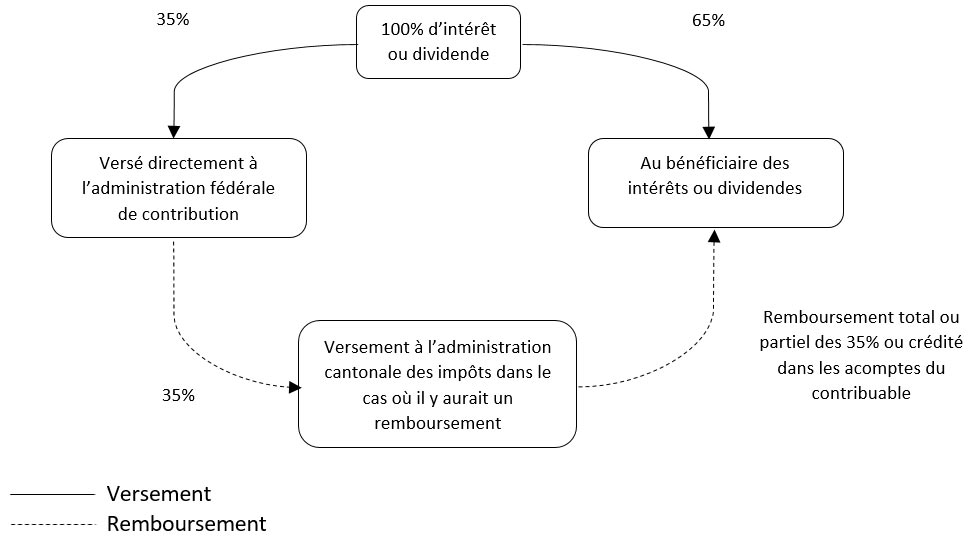 35%
100% d’intérêt
ou dividende
65%
Versé directement à
l’administration fédérale
de contribution
Au bénéficiaire des
intérêts ou dividendes
Versement à l’administration
cantonale des impôts dans le
cas où il y aurait un
remboursement
35%
Remboursement total ou
partiel des 35% ou crédité
dans les acomptes du
contribuable
Versement
Remboursement